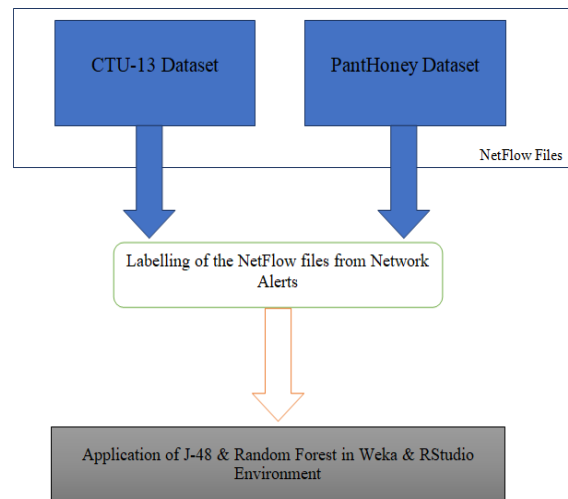 CTU-13 Dataset
PantHoney Dataset
NetFlow Files
Labelling of the NetFlow files from Network
Alerts
Application of J-48 & Random Forest in Weka & RStudio
Environment